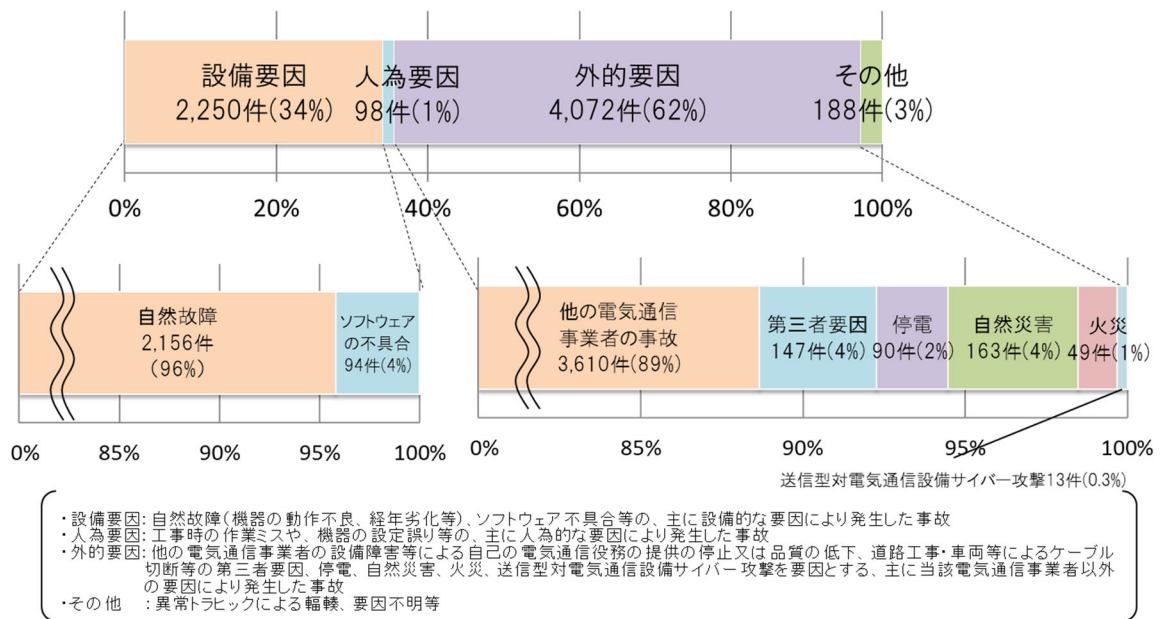 設備要因
2,250件(34%)
人為要因
98件(1%)
外的要因
4,072件(62%)
その他
188件(3%)
0%
20%
40%
60%
80%
100%
自然故障
2,156件
(96%)
ソフトウェア
の不具合
94件(4%)
0%
85%
90%
95%
100%
他の電気通信
事業者の事故
3,610件(89%)
第三者要因
147件(4%)
停電
90件(2%)
自然災害
163件(4%)
火災
49件(1%)
0%
85%
90%
95%
100%
送信型対電気通信設備サイバー攻撃13件(0.3%)
・設備要因: 自然故障(機器の動作不良、経年劣化等)、ソフトウェア不具合等の、主に設備的な要因により発生した事故
・人為要因: 工事時の作業ミスや、機器の設定誤り等の、主に人為的な要因により発生した事故
・外的要因: 他の電気通信事業者の設備障害等による自己の電気通信役務の提供の停止又は品質の低下、道路工事・車両等によるケーブル
切断等の第三者要因、停電、自然災害、火災、送信型対電気通信設備サイバー攻撃を要因とする、主に当該電気通信事業者以外
の要因により発生した事故
・その他 : 異常トラヒックによる輻輳、要因不明等